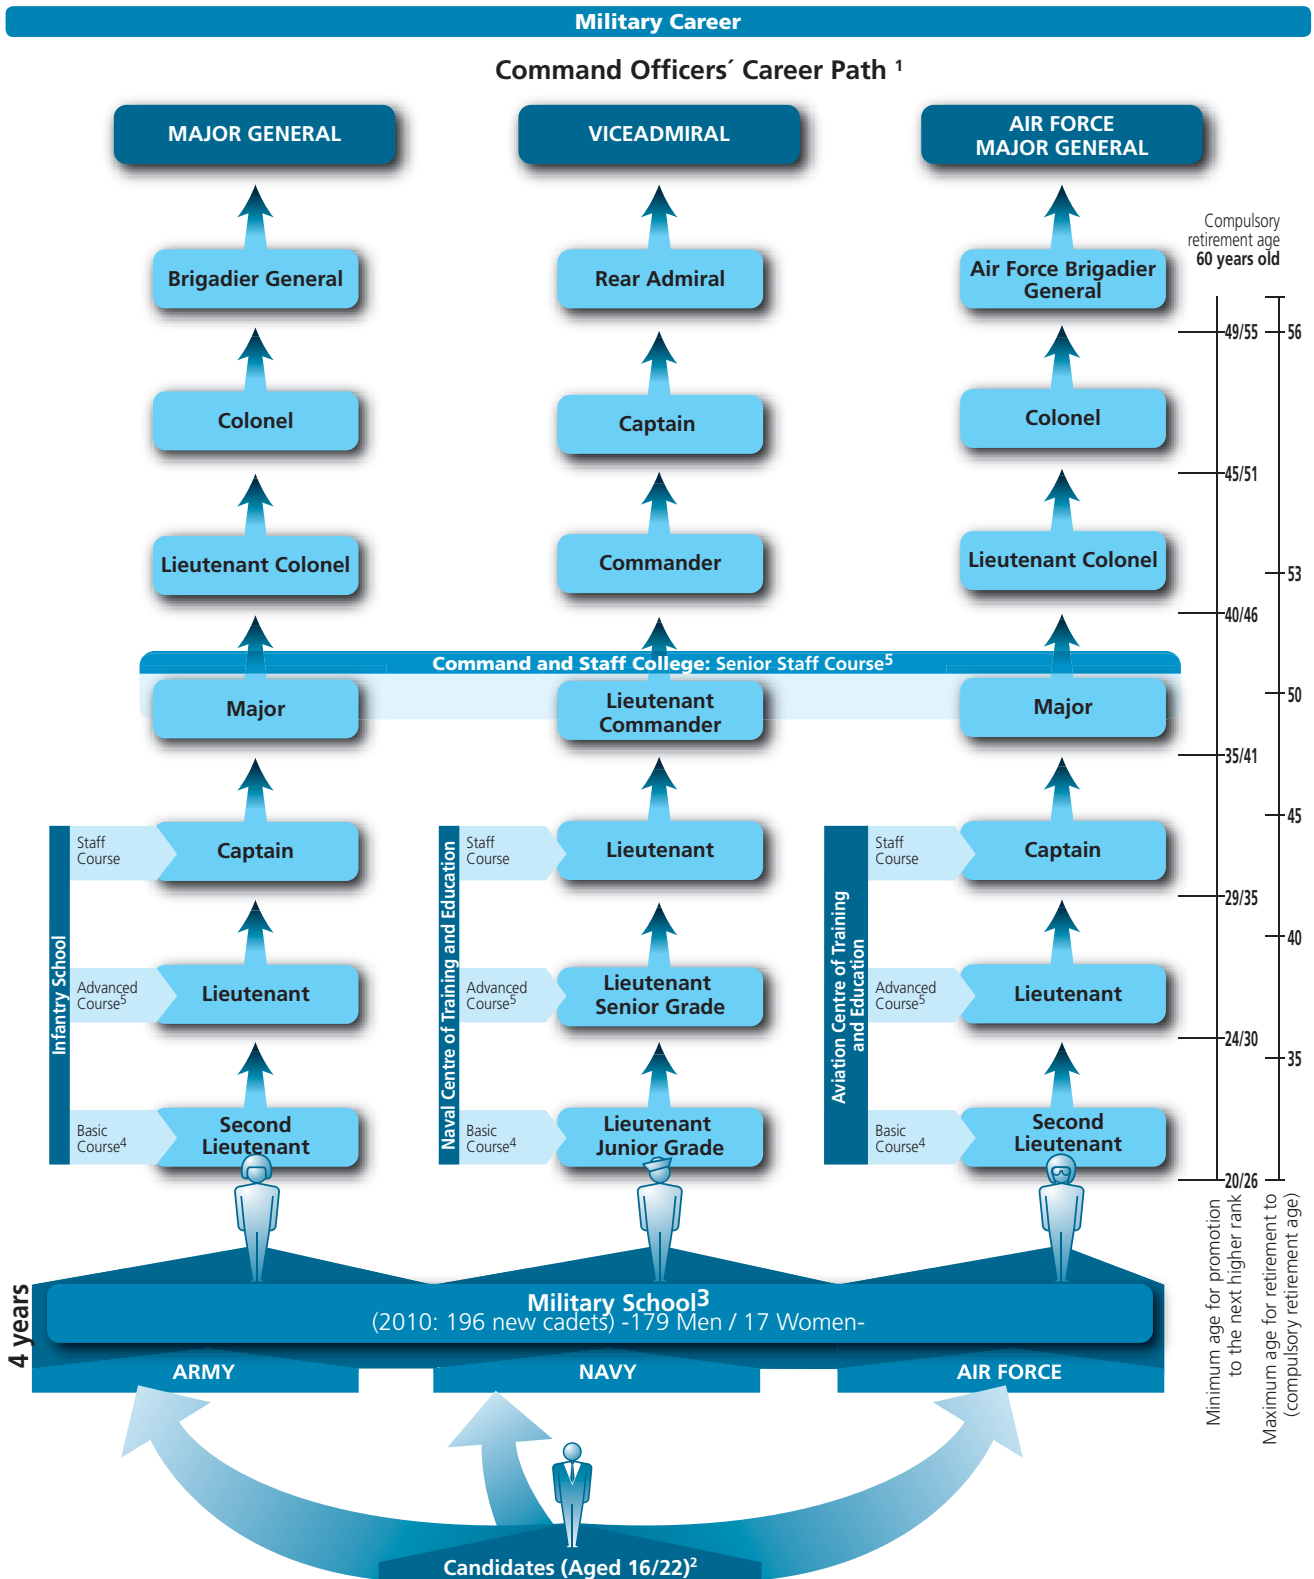 Military Career
Command Officers´ Career Path 1
MAJOR GENERAL
VICEADMIRAL
AIR FORCE
MAJOR GENERAL
Compulsory
retirement age
60 years old
Brigadier General
Rear Admiral
Air Force Brigadier
General
49/55
56
Colonel
Captain
Colonel
45/51
Lieutenant Colonel
Commander
Lieutenant Colonel
53
40/46
Command and Staff College: Senior Staff Course5
Major
Lieutenant
Commander
Major
50
35/41
45
Infantry School
Staff
Course
Captain
Naval Centre of Training and Education
Staff
Course
Lieutenant
Aviation Centre of Training
and Education
Staff
Course
Captain
29/35
40
Advanced
Course5
Lieutenant
Advanced
Course5
Lieutenant
Senior Grade
Advanced
Course5
Lieutenant
24/30
35
Basic
Course4
Second
Lieutenant
Basic
Course4
Lieutenant
Junior Grade
Basic
Course4
Second
Lieutenant
20/26
Minimum age for promotion
to the next higher rank
Maximum age for retirement to
(compulsory retirement age)
4 years
Military School3
(2010: 196 new cadets) -179 Men / 17 Women-
ARMY
NAVY
AIR FORCE
Candidates (Aged 16/22)2